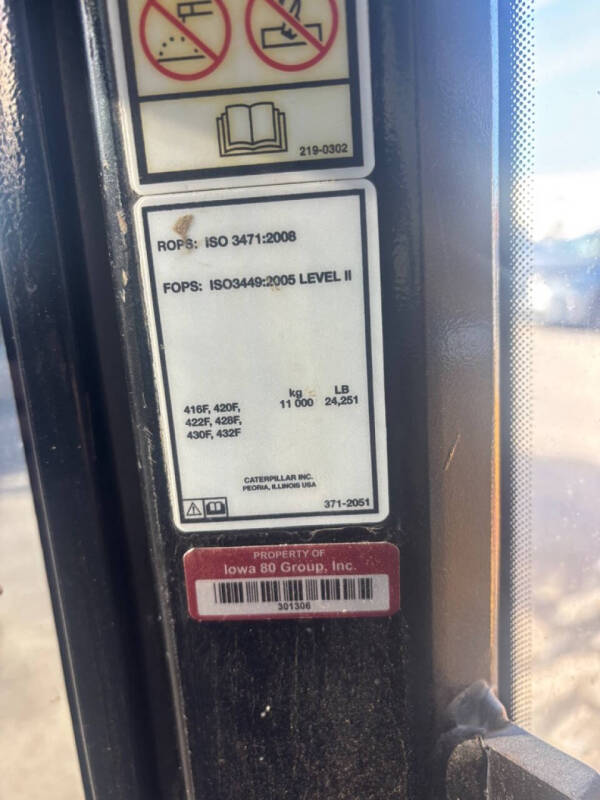 219-0302
ROPS: ISO 3471:2008
FOPS: ISO3449:2005 LEVEL II
kg LB
416F, 420F, 11 000 24,251
422F, 428F,
430F, 432F
CATERPILLAR INC.
PEORIA, ILLINOIS USA
371-2051
PROPERTY OF
Iowa 80 Group, Inc.
301306